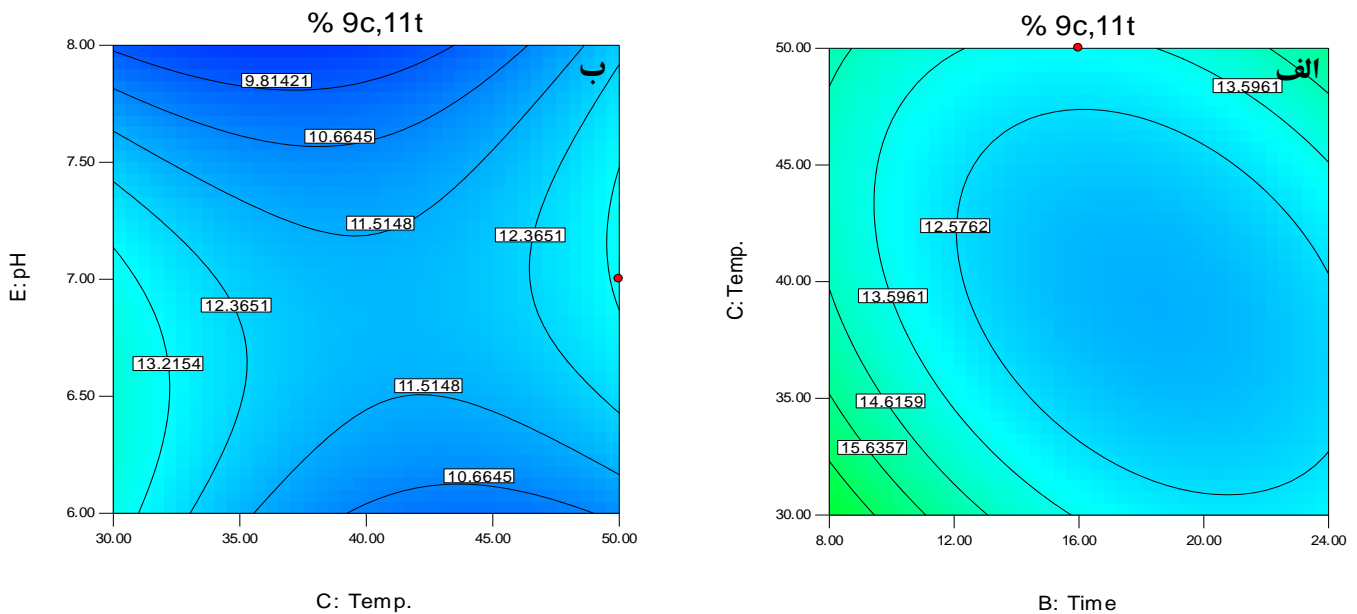 % 9c,11t
ب
8.00
7.50
7.00
6.50
6.00
E: pH
9.81421
10.6645
11.5148
12.3651
12.3651
13.2154
11.5148
10.6645
30.00 35.00 40.00 45.00 50.00
C: Temp.
% 9c,11t
الف
50.00
45.00
40.00
35.00
30.00
C: Temp.
13.5961
12.5762
13.5961
14.6159
15.6357
8.00 12.00 16.00 20.00 24.00
B: Time